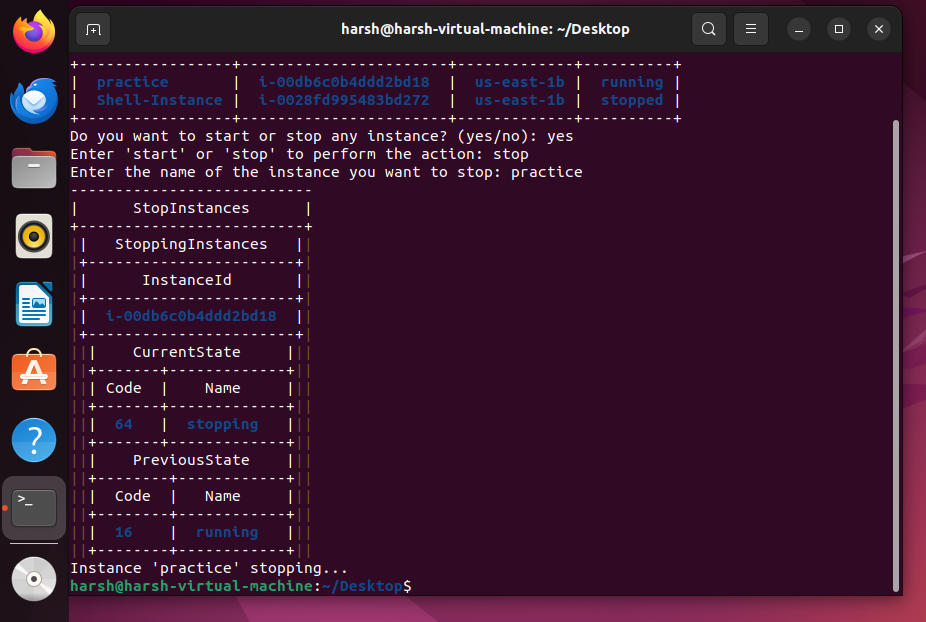 harsh@harsh-virtual-machine: ~/Desktop
+-----------------+-----------------------+-------------+----------+
|  practice       |  i-00db6c0b4ddd2bd18  |  us-east-1b |  running |
|  Shell-Instance |  i-0028fd995483bd272  |  us-east-1b |  stopped |
+-----------------+-----------------------+-------------+----------+
Do you want to start or stop any instance? (yes/no): yes
Enter 'start' or 'stop' to perform the action: stop
Enter the name of the instance you want to stop: practice
---------------------------
|      StopInstances      |
+-------------------------+
||   StoppingInstances   ||
|+-----------------------+|
||      InstanceId       ||
|+-----------------------+|
||  i-00db6c0b4ddd2bd18  ||
|+-----------------------+|
|||    CurrentState     |||
||+-------+-------------+||
||| Code  |    Name     |||
||+-------+-------------+||
|||  64   |  stopping   |||
||+-------+-------------+||
|||    PreviousState    |||
||+--------+------------+||
|||  Code  |   Name     |||
||+--------+------------+||
|||  16    |  running   |||
||+--------+------------+||
Instance 'practice' stopping...
harsh@harsh-virtual-machine:~/Desktop$